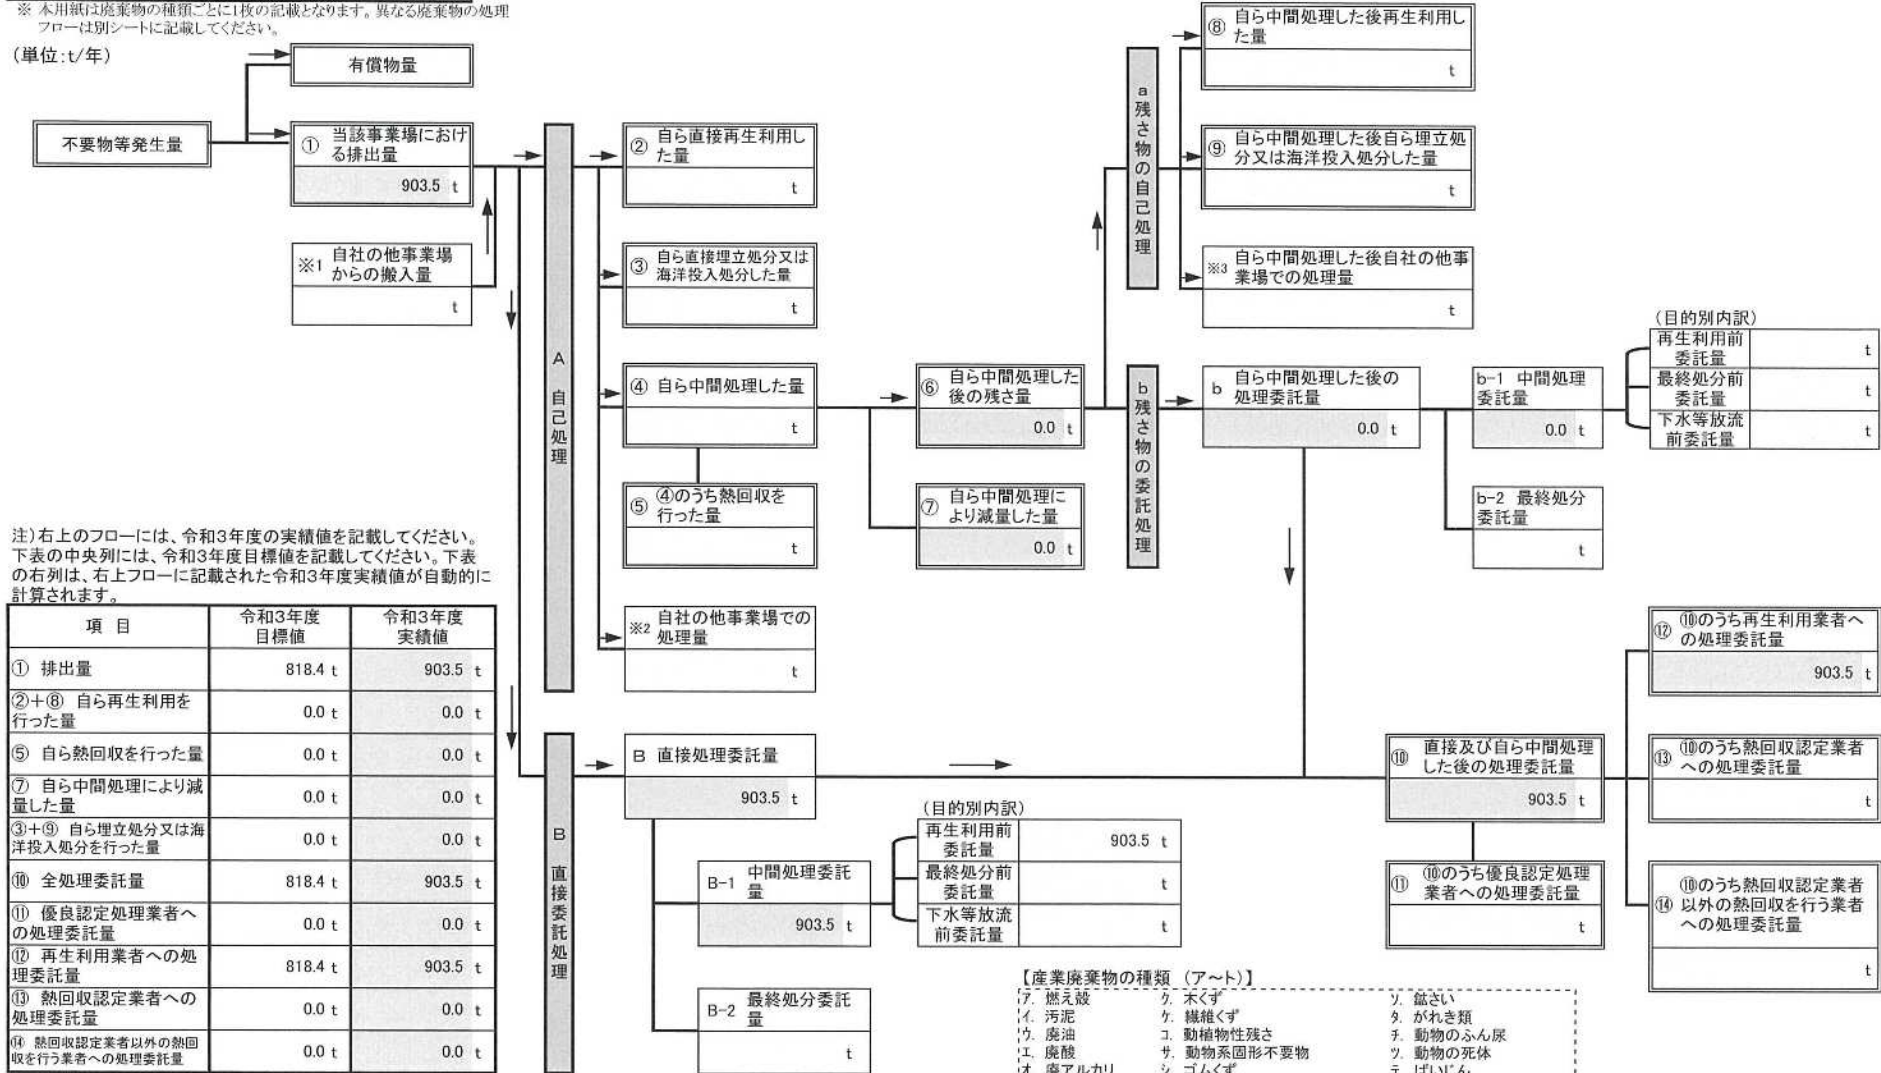 ※ 本用紙は廃棄物の種類ごとに1枚の記載となります。異なる廃棄物の処理
フローは別シートに記載してください。
(単位:t/年)
有償物量
不要物等発生量
① 当該事業場におけ
る排出量
903.5 t
※1 自社の他事業場
からの搬入量
t
A 自己処理
② 自ら直接再生利用し
た量
t
③ 自ら直接埋立処分又は
海洋投入処分した量
t
④ 自ら中間処理した量
t
⑤ ④のうち熱回収を
行った量
t
※2 自社の他事業場での
処理量
t
⑥ 自ら中間処理した
後の残さ量
0.0 t
⑦ 自ら中間処理に
より減量した量
0.0 t
a 残さ物の自己処理
⑧ 自ら中間処理した後再生利用し
た量
t
⑨ 自ら中間処理した後自ら埋立処
分又は海洋投入処分した量
t
※3 自ら中間処理した後自社の他事
業場での処理量
t
b 残さ物の委託処理
b 自ら中間処理した後の
処理委託量
0.0 t
b-1 中間処理
委託量
0.0 t
b-2 最終処分
委託量
t
(目的別内訳)
再生利用前
委託量 t
最終処分前
委託量 t
下水等放流
前委託量 t
注)右上のフローには、令和3年度の実績値を記載してください。
下表の中央列には、令和3年度目標値を記載してください。下表
の右列は、右上フローに記載された令和3年度実績値が自動的に
計算されます。
項 目 令和3年度
目標値 令和3年度
実績値
① 排出量 818.4 t 903.5 t
②+⑧ 自ら再生利用を
行った量 0.0 t 0.0 t
⑤ 自ら熱回収を行った量 0.0 t 0.0 t
⑦ 自ら中間処理により減
量した量 0.0 t 0.0 t
③+⑨ 自ら埋立処分又は海
洋投入処分を行った量 0.0 t 0.0 t
⑩ 全処理委託量 818.4 t 903.5 t
⑪ 優良認定処理業者へ
の処理委託量 0.0 t 0.0 t
⑫ 再生利用業者への処
理委託量 818.4 t 903.5 t
⑬ 熱回収認定業者への
処理委託量 0.0 t 0.0 t
⑭ 熱回収認定業者以外の熱回
収を行う業者への処理委託量 0.0 t 0.0 t
B 直接委託処理
B 直接処理委託量
903.5 t
B-1 中間処理委託
量
903.5 t
B-2 最終処分委託
量
t
(目的別内訳)
再生利用前
委託量 903.5 t
最終処分前
委託量 t
下水等放流
前委託量 t
⑩ 直接及び自ら中間処理
した後の処理委託量
903.5 t
⑪ ⑩のうち優良認定処理
業者への処理委託量
t
⑫ ⑩のうち再生利用業者へ
の処理委託量
903.5 t
⑬ ⑩のうち熱回収認定業者
への処理委託量
t
⑭ ⑩のうち熱回収認定業者
以外の熱回収を行う業者
への処理委託量
t
【産業廃棄物の種類 (ア~ト)】
ア. 燃え殻 ク. 木くず ソ. 鉱さい
イ. 汚泥 ケ. 繊維くず タ. がれき類
ウ. 廃油 コ. 動植物性残さ チ. 動物のふん尿
エ. 廃酸 サ. 動物系固形不要物 ツ. 動物の死体
オ. 廃アルカリ シ. ゴムくず テ. ばいじん